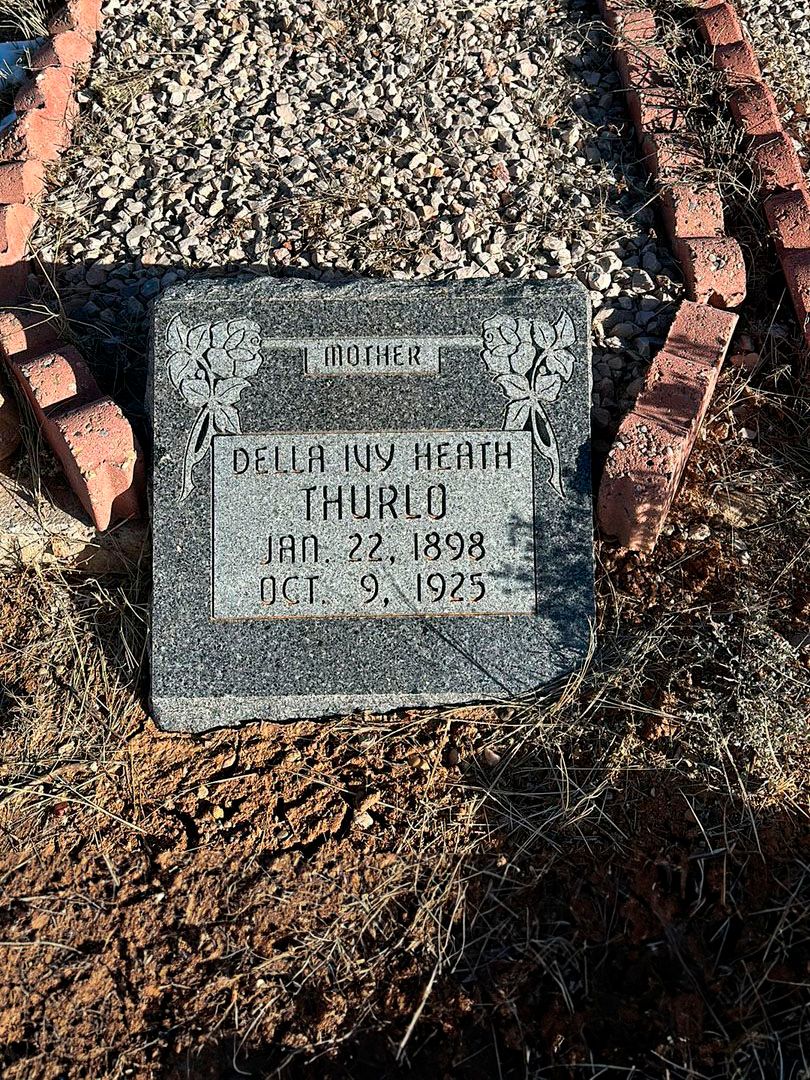 MOTHER
DELLA IVY HEATH
THURLO
JAN. 22, 1898
OCT. 9, 1925